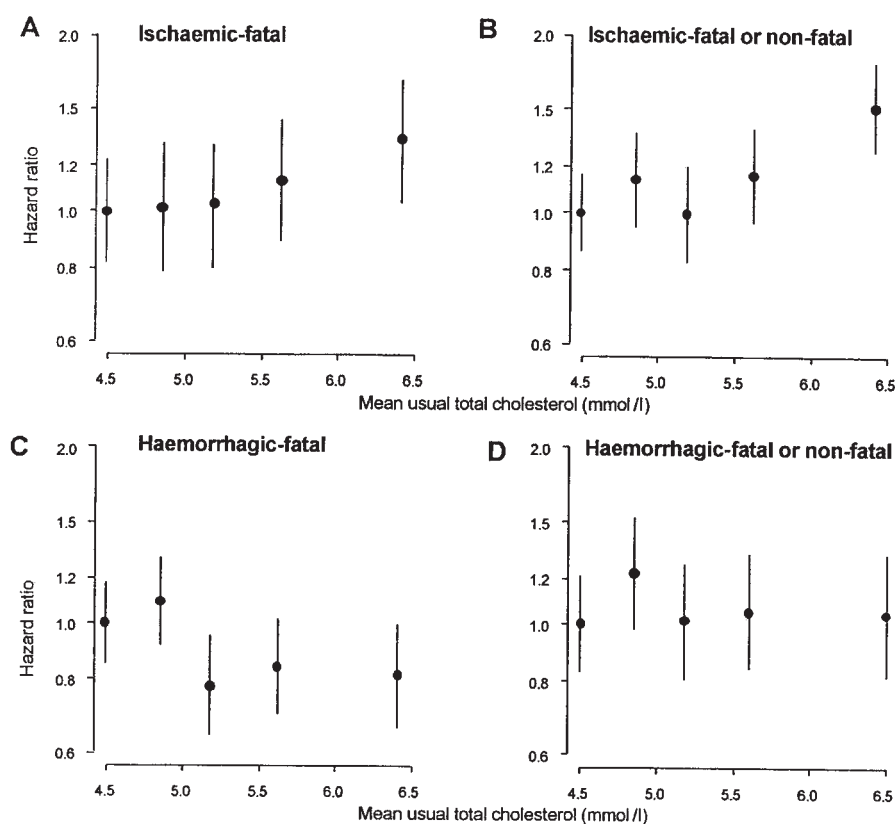 A
Ischaemic-fatal
2.0
1.5
1.2
1.0
0.8
0.6
Hazard ratio
4.5 5.0 5.5 6.0 6.5
B
Ischaemic-fatal or non-fatal
2.0
1.5
1.2
1.0
0.8
0.6
4.5 5.0 5.5 6.0 6.5
Mean usual total cholesterol (mmol/l)
C
Haemorrhagic-fatal
2.0
1.5
1.2
1.0
0.8
0.6
Hazard ratio
4.5 5.0 5.5 6.0 6.5
D
Haemorrhagic-fatal or non-fatal
2.0
1.5
1.2
1.0
0.8
0.6
4.5 5.0 5.5 6.0 6.5
Mean usual total cholesterol (mmol/l)